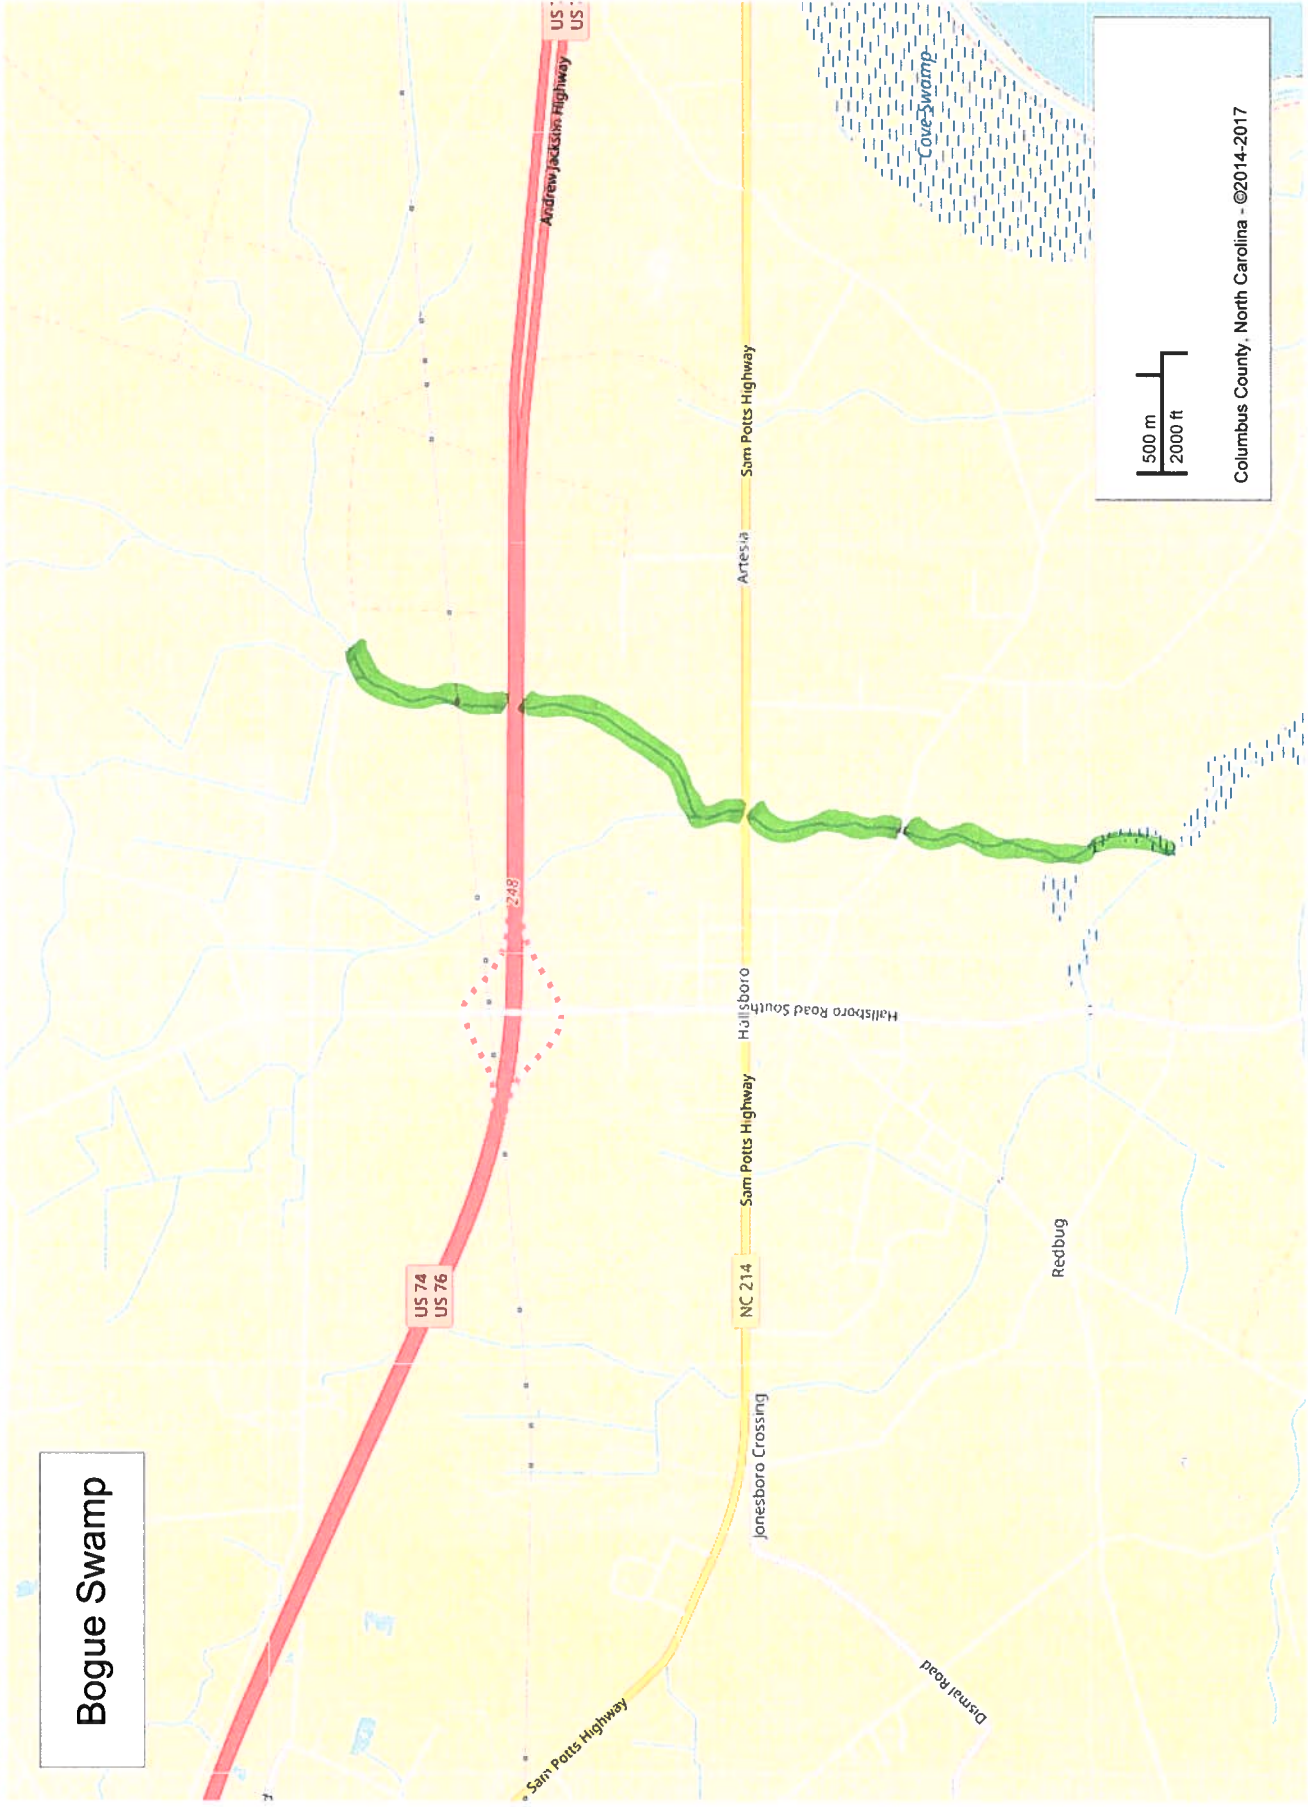 Bogue Swamp
US 74
US 76
248
Andrew Jackson Highway
US
US
Sam Potts Highway
Jonesboro Crossing
NC 214
Sam Potts Highway
Hallsboro
Artesia
Sam Potts Highway
Hallsboro Road South
Dismal Road
Redbug
Cove Swamp
500 m
2000 ft
Columbus County, North Carolina - ©2014-2017